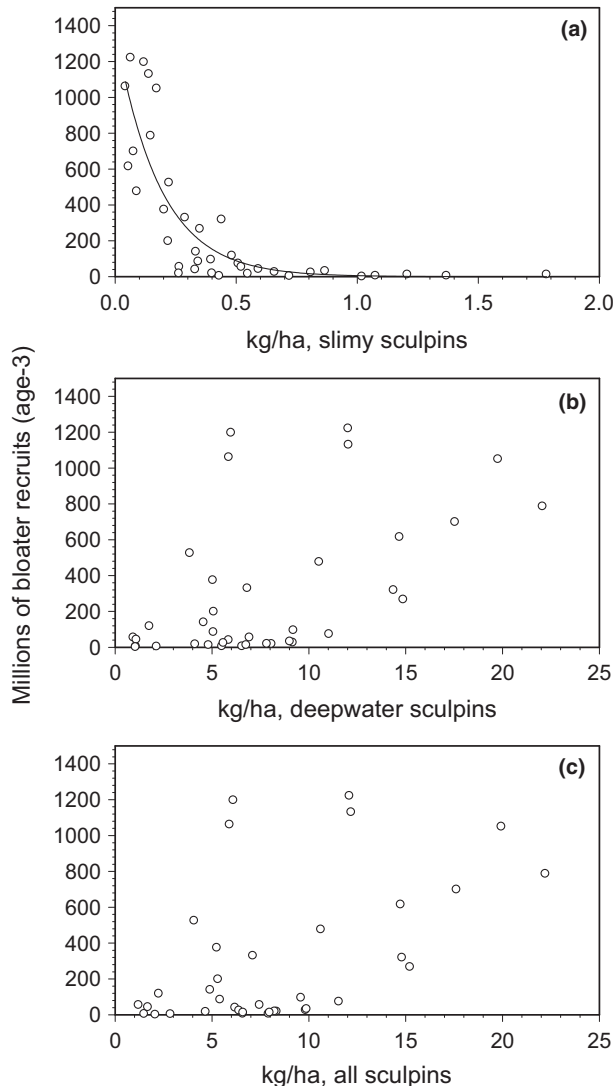 Millions of bloater recruits (age-3)
(a)
1400
1200
1000
800
600
400
200
0
0.0 0.5 1.0 1.5 2.0
kg/ha, slimy sculpins
(b)
1400
1200
1000
800
600
400
200
0
0 5 10 15 20 25
kg/ha, deepwater sculpins
(c)
1400
1200
1000
800
600
400
200
0
0 5 10 15 20 25
kg/ha, all sculpins